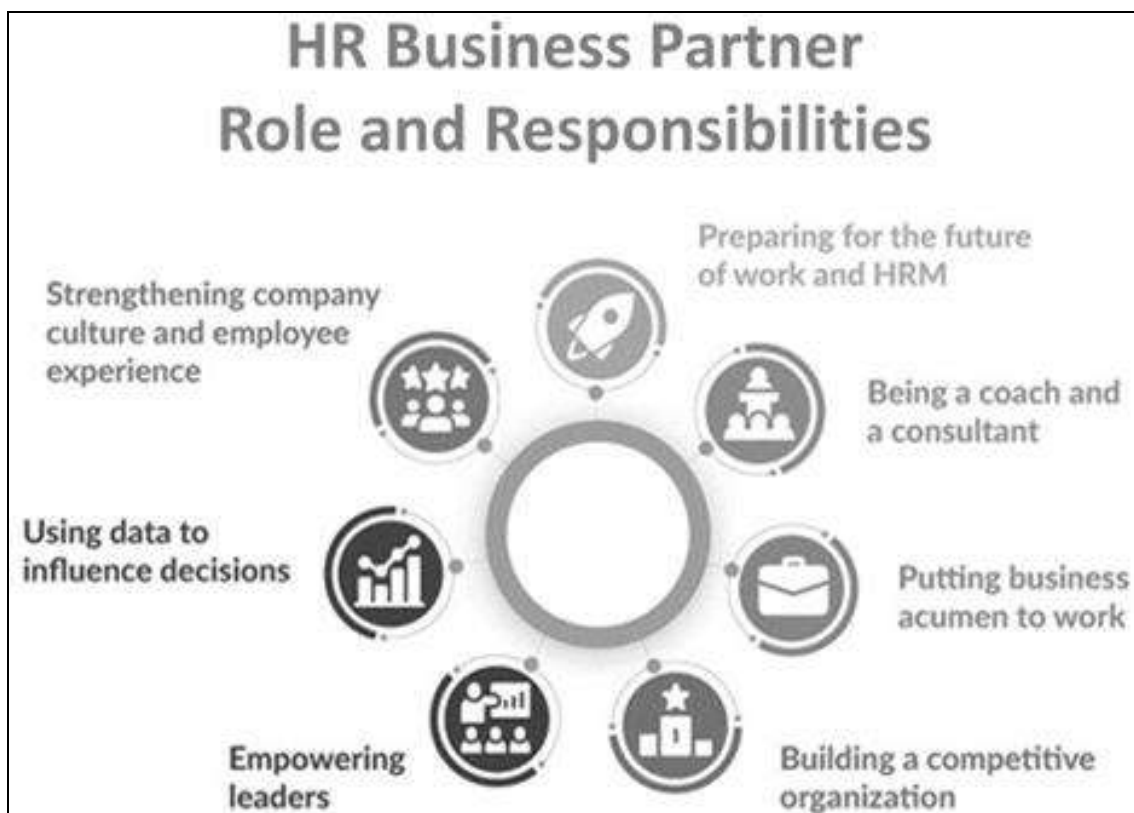 HR Business Partner
Role and Responsibilities
Preparing for the future
of work and HRM
Being a coach and
a consultant
Putting business
acumen to work
Building a competitive
organization
Empowering
leaders
Using data to
influence decisions
Strengthening company
culture and employee
experience
1